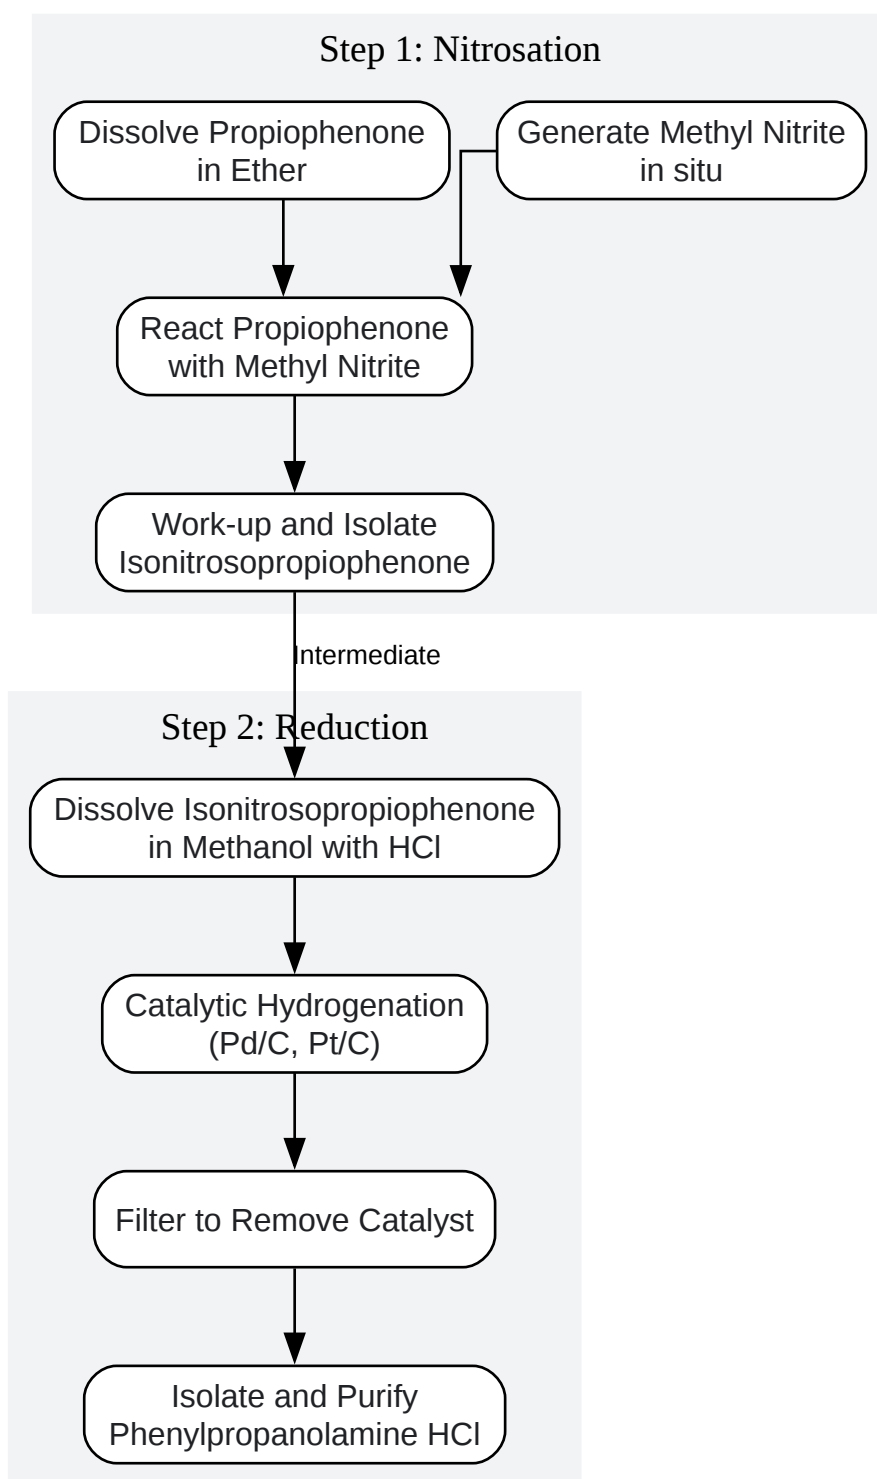 Step 1: Nitrosation
Dissolve Propiophenone
in Ether
Generate Methyl Nitrite
in situ
React Propiophenone
with Methyl Nitrite
Work-up and Isolate
Isonitrosopropiophenone
Intermediate
Step 2: Reduction
Dissolve Isonitrosopropiophenone
in Methanol with HCl
Catalytic Hydrogenation
(Pd/C, Pt/C)
Filter to Remove Catalyst
Isolate and Purify
Phenylpropanolamine HCl